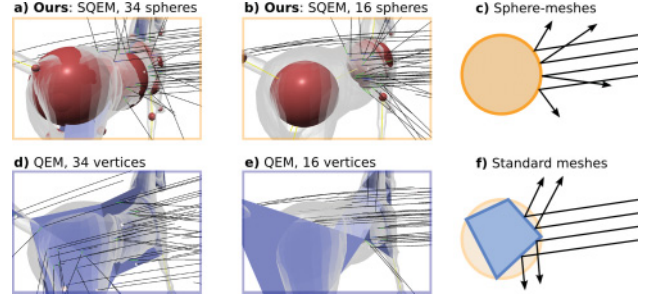 a) Ours: SQEM, 34 spheres
b) Ours: SQEM, 16 spheres
c) Sphere-meshes
d) QEM, 34 vertices
e) QEM, 16 vertices
f) Standard meshes